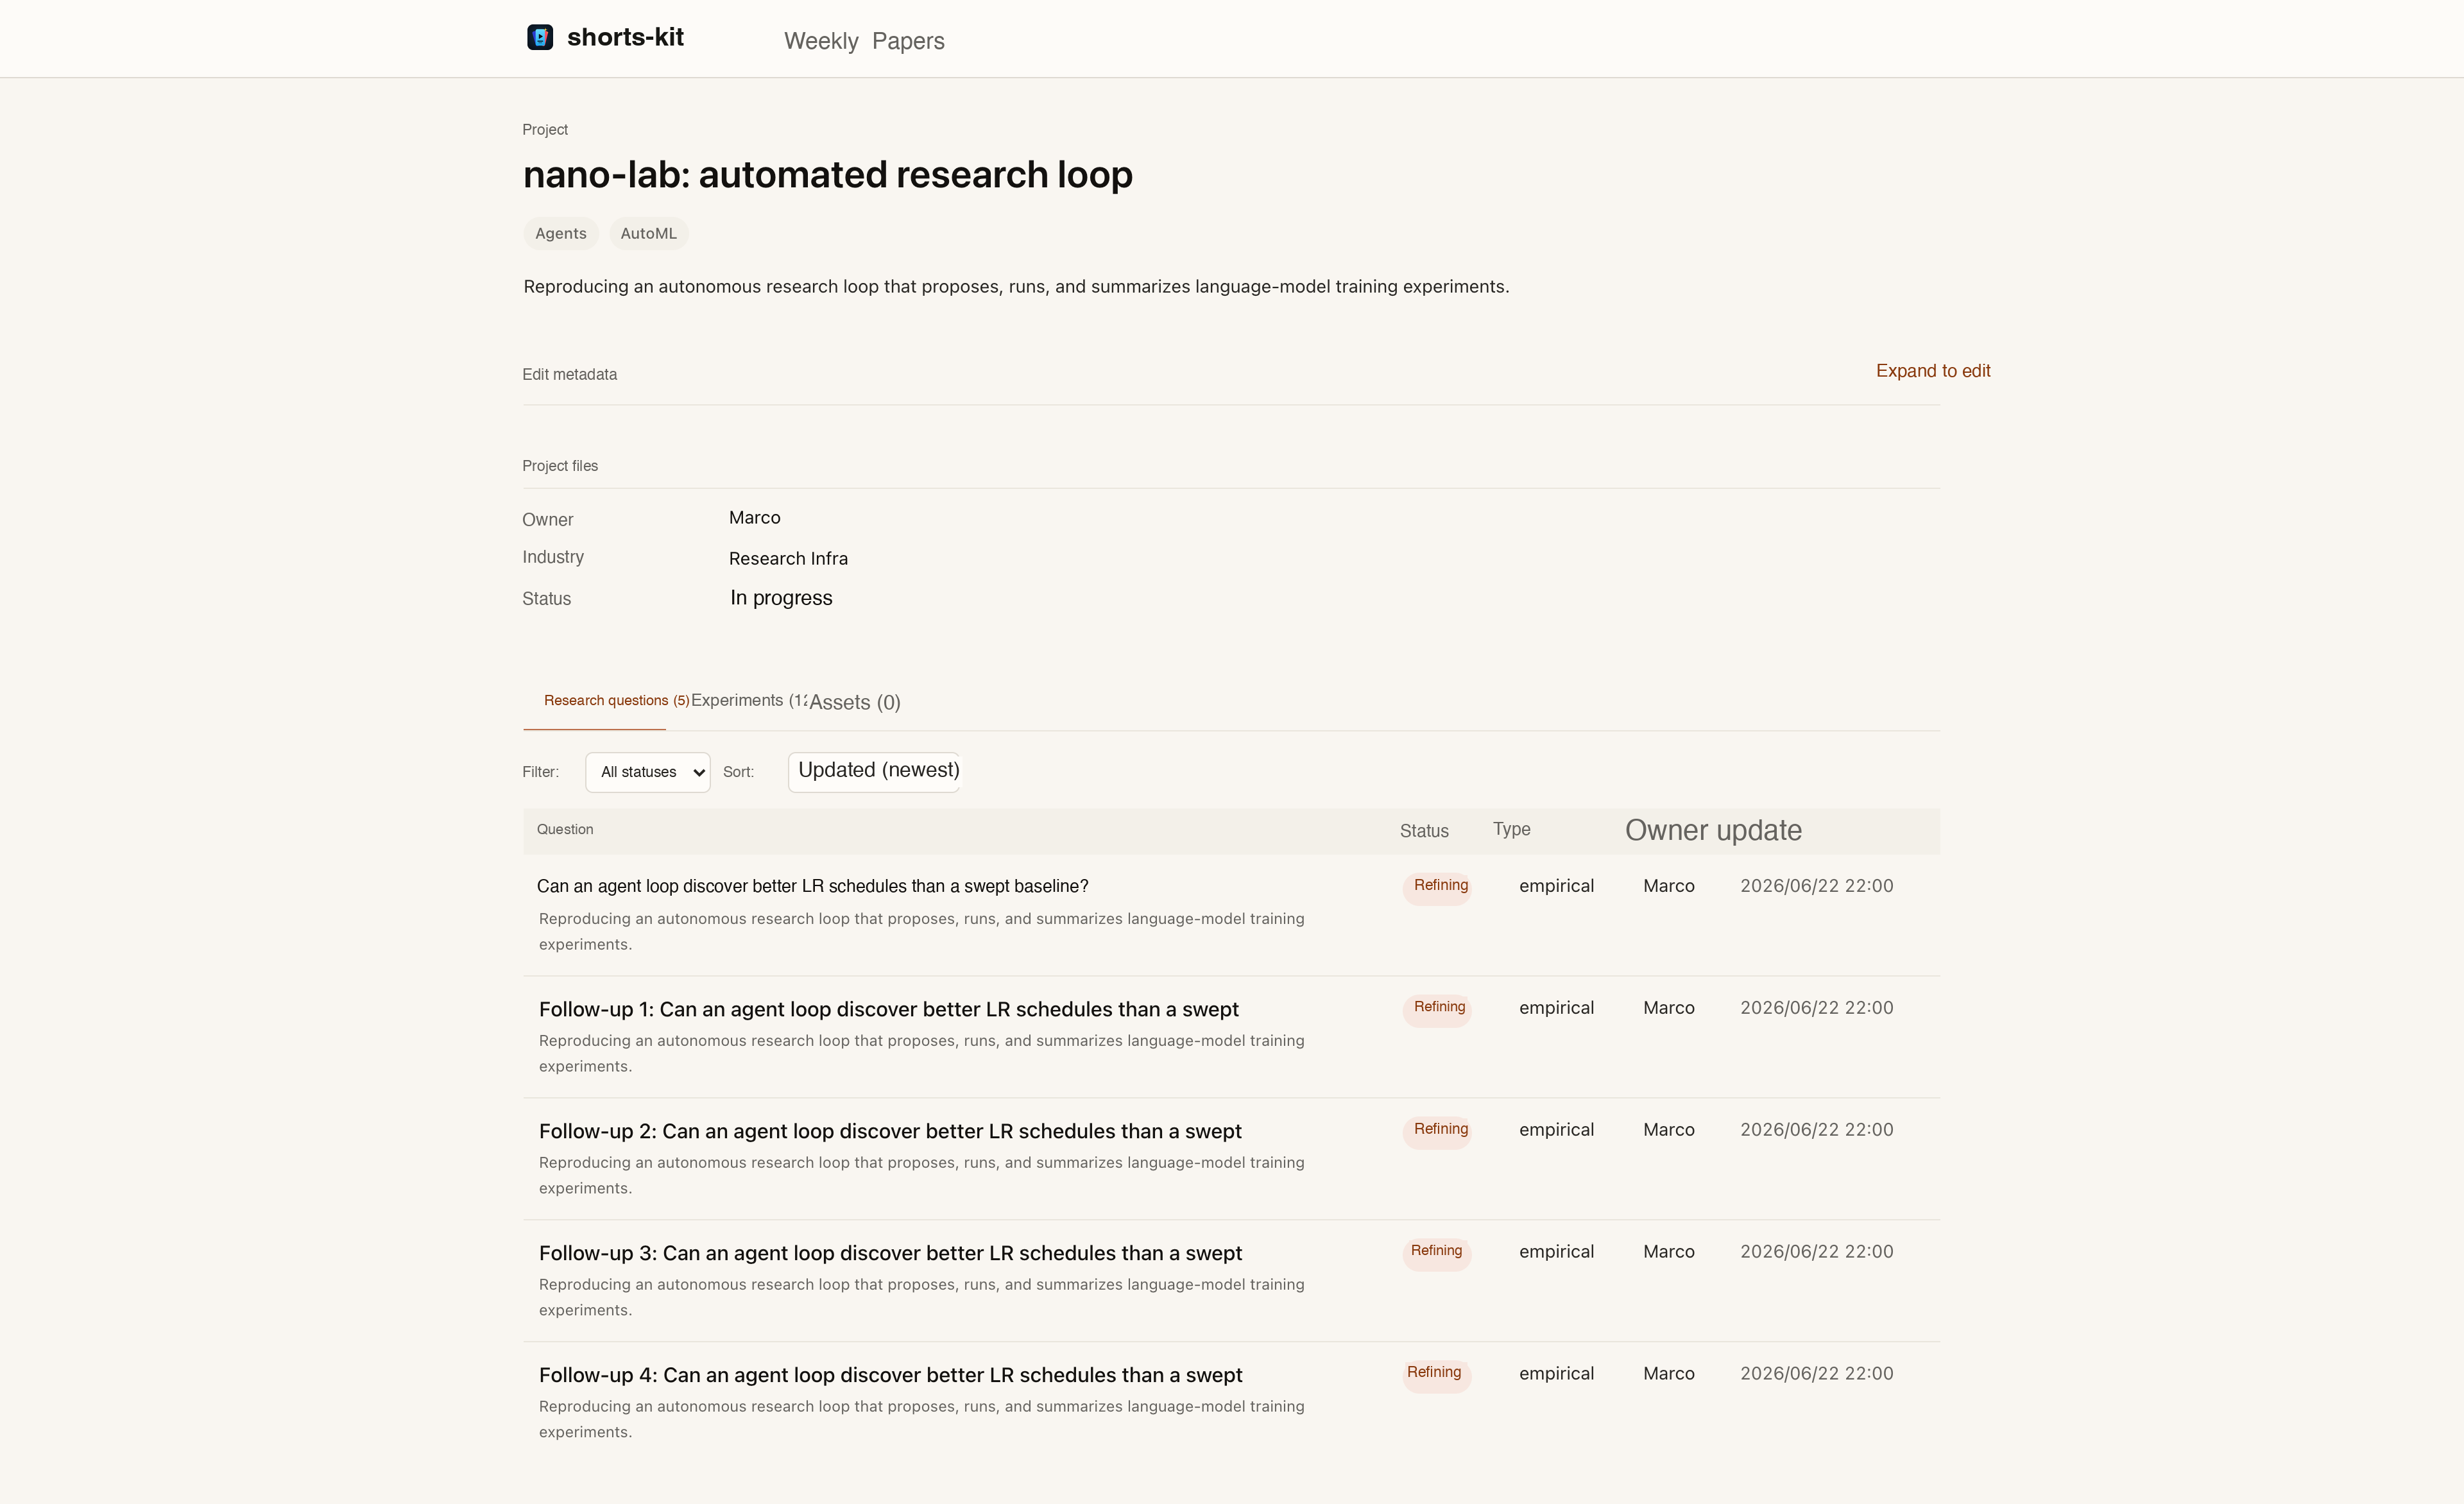 shorts-kit
Weekly Papers
Project
nano-lab: automated research loop
Agents AutoML
Reproducing an autonomous research loop that proposes, runs, and summarizes language-model training experiments.
Edit metadata
Expand to edit
Project files
Owner Marco
Industry Research Infra
Status In progress
Research questions (5) Experiments (12 Assets (0)
Filter: All statuses Sort: Updated (newest)
Question Status Type Owner update
Can an agent loop discover better LR schedules than a swept baseline? Refining empirical Marco 2026/06/22 22:00
Reproducing an autonomous research loop that proposes, runs, and summarizes language-model training
experiments.
Follow-up 1: Can an agent loop discover better LR schedules than a swept Refining empirical Marco 2026/06/22 22:00
Reproducing an autonomous research loop that proposes, runs, and summarizes language-model training
experiments.
Follow-up 2: Can an agent loop discover better LR schedules than a swept Refining empirical Marco 2026/06/22 22:00
Reproducing an autonomous research loop that proposes, runs, and summarizes language-model training
experiments.
Follow-up 3: Can an agent loop discover better LR schedules than a swept Refining empirical Marco 2026/06/22 22:00
Reproducing an autonomous research loop that proposes, runs, and summarizes language-model training
experiments.
Follow-up 4: Can an agent loop discover better LR schedules than a swept Refining empirical Marco 2026/06/22 22:00
Reproducing an autonomous research loop that proposes, runs, and summarizes language-model training
experiments.